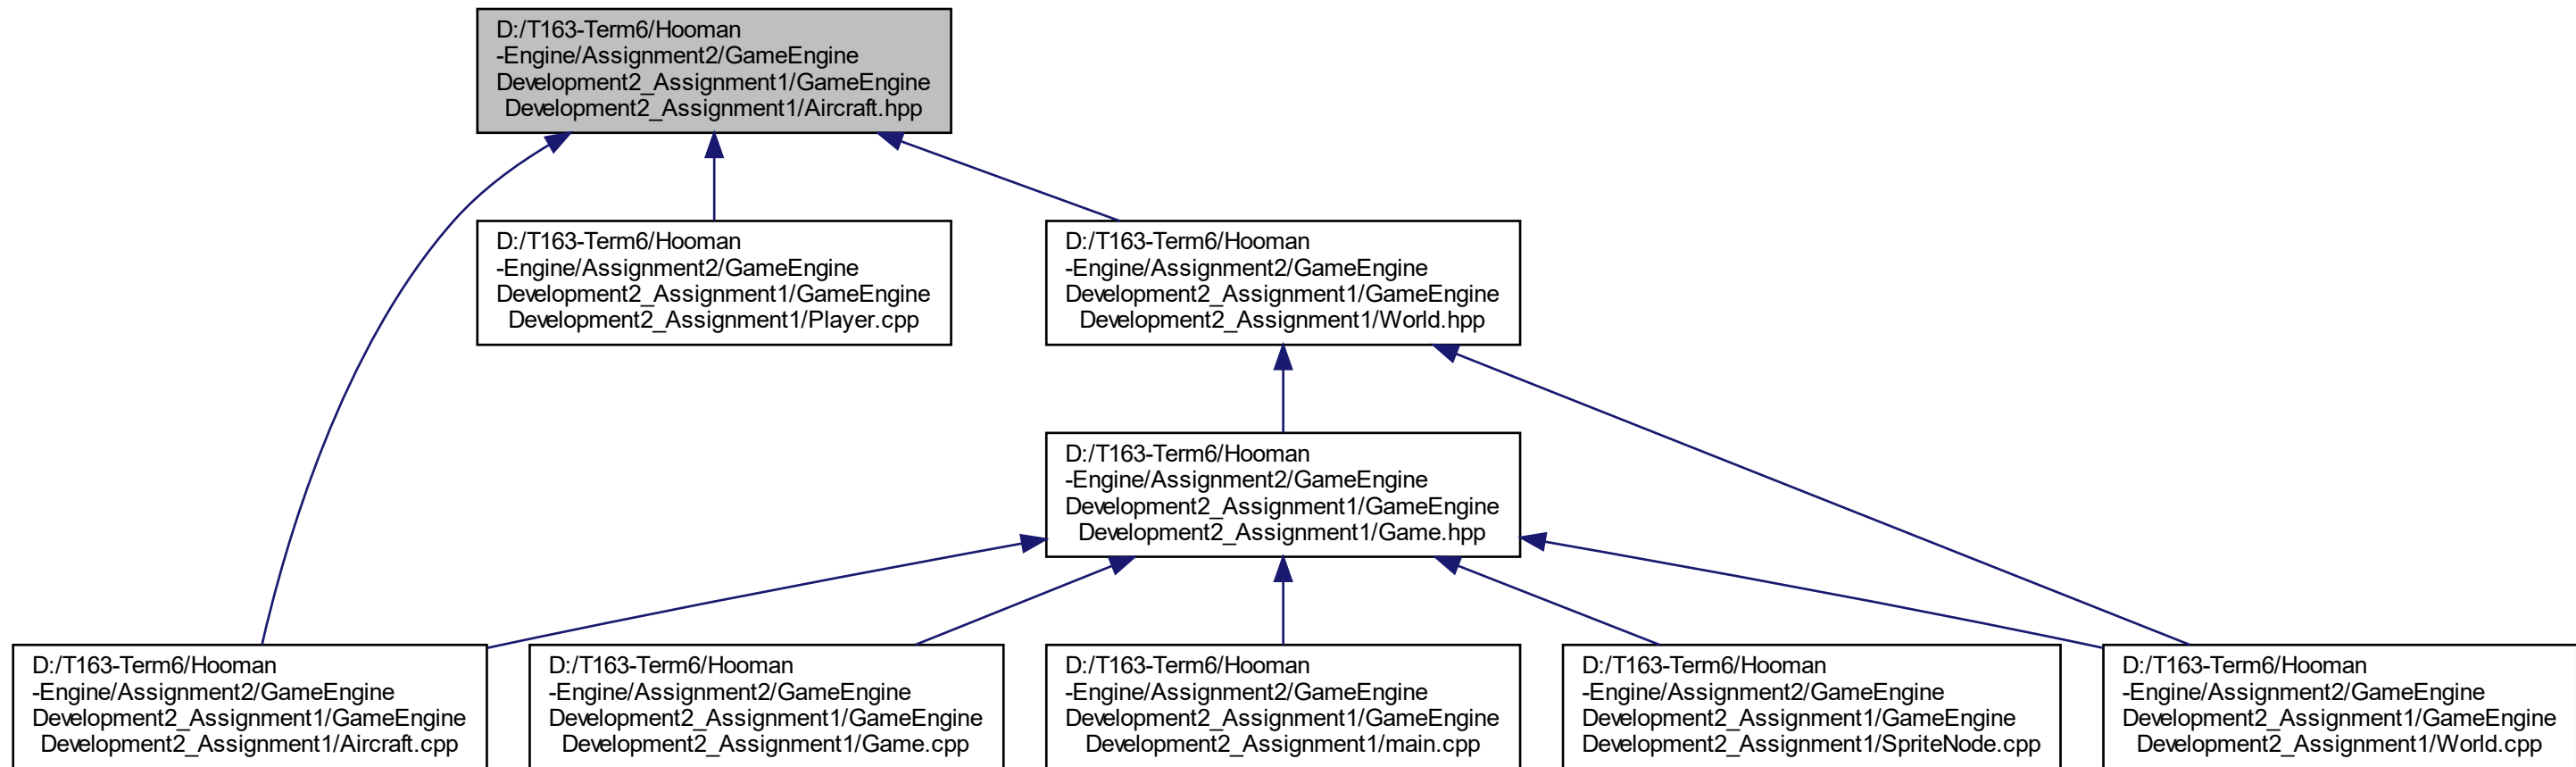 D:/T163-Term6/Hooman
-Engine/Assignment2/GameEngine
Development2_Assignment1/GameEngine
Development2_Assignment1/Aircraft.hpp
D:/T163-Term6/Hooman
-Engine/Assignment2/GameEngine
Development2_Assignment1/GameEngine
Development2_Assignment1/Player.cpp
D:/T163-Term6/Hooman
-Engine/Assignment2/GameEngine
Development2_Assignment1/GameEngine
Development2_Assignment1/World.hpp
D:/T163-Term6/Hooman
-Engine/Assignment2/GameEngine
Development2_Assignment1/GameEngine
Development2_Assignment1/Game.hpp
D:/T163-Term6/Hooman
-Engine/Assignment2/GameEngine
Development2_Assignment1/GameEngine
Development2_Assignment1/Aircraft.cpp
D:/T163-Term6/Hooman
-Engine/Assignment2/GameEngine
Development2_Assignment1/GameEngine
Development2_Assignment1/Game.cpp
D:/T163-Term6/Hooman
-Engine/Assignment2/GameEngine
Development2_Assignment1/GameEngine
Development2_Assignment1/main.cpp
D:/T163-Term6/Hooman
-Engine/Assignment2/GameEngine
Development2_Assignment1/GameEngine
Development2_Assignment1/SpriteNode.cpp
D:/T163-Term6/Hooman
-Engine/Assignment2/GameEngine
Development2_Assignment1/GameEngine
Development2_Assignment1/World.cpp